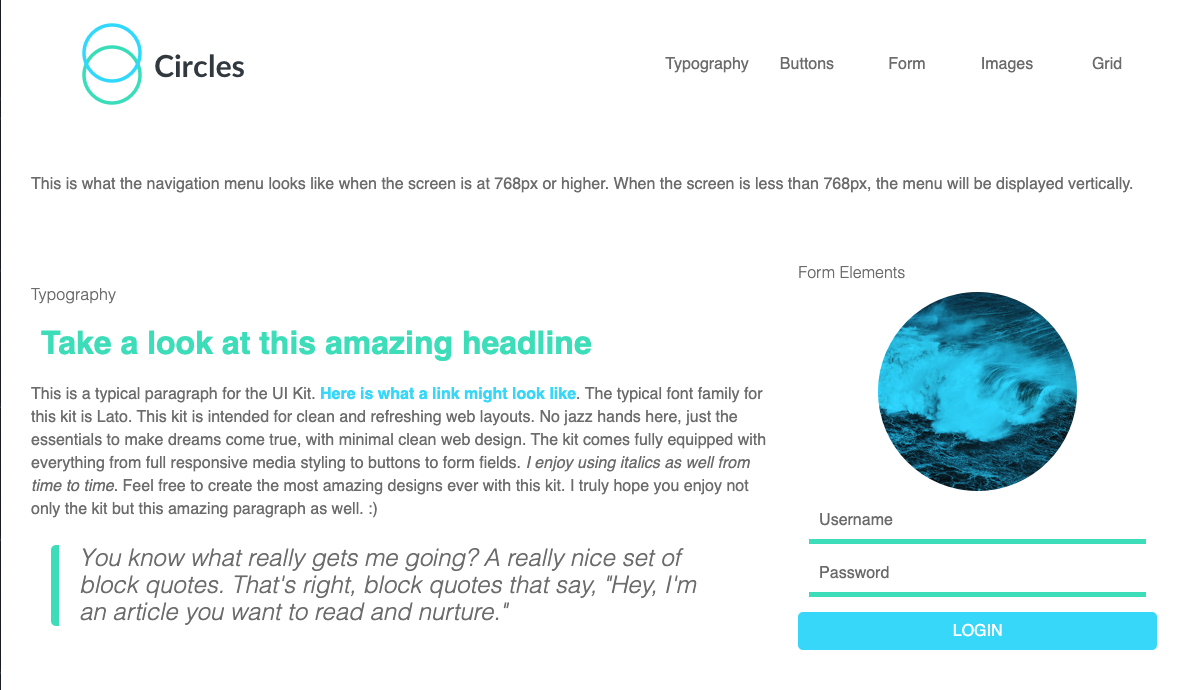 Circles
Typography Buttons Form Images Grid
This is what the navigation menu looks like when the screen is at 768px or higher. When the screen is less than 768px, the menu will be displayed vertically.
Typography
Take a look at this amazing headline
This is a typical paragraph for the UI Kit. Here is what a link might look like. The typical font family for
this kit is Lato. This kit is intended for clean and refreshing web layouts. No jazz hands here, just the
essentials to make dreams come true, with minimal clean web design. The kit comes fully equipped with
everything from full responsive media styling to buttons to form fields. I enjoy using italics as well from
time to time. Feel free to create the most amazing designs ever with this kit. I truly hope you enjoy not
only the kit but this amazing paragraph as well. :)
You know what really gets me going? A really nice set of
block quotes. That's right, block quotes that say, "Hey, I'm
an article you want to read and nurture."
Form Elements
Username
Password
LOGIN